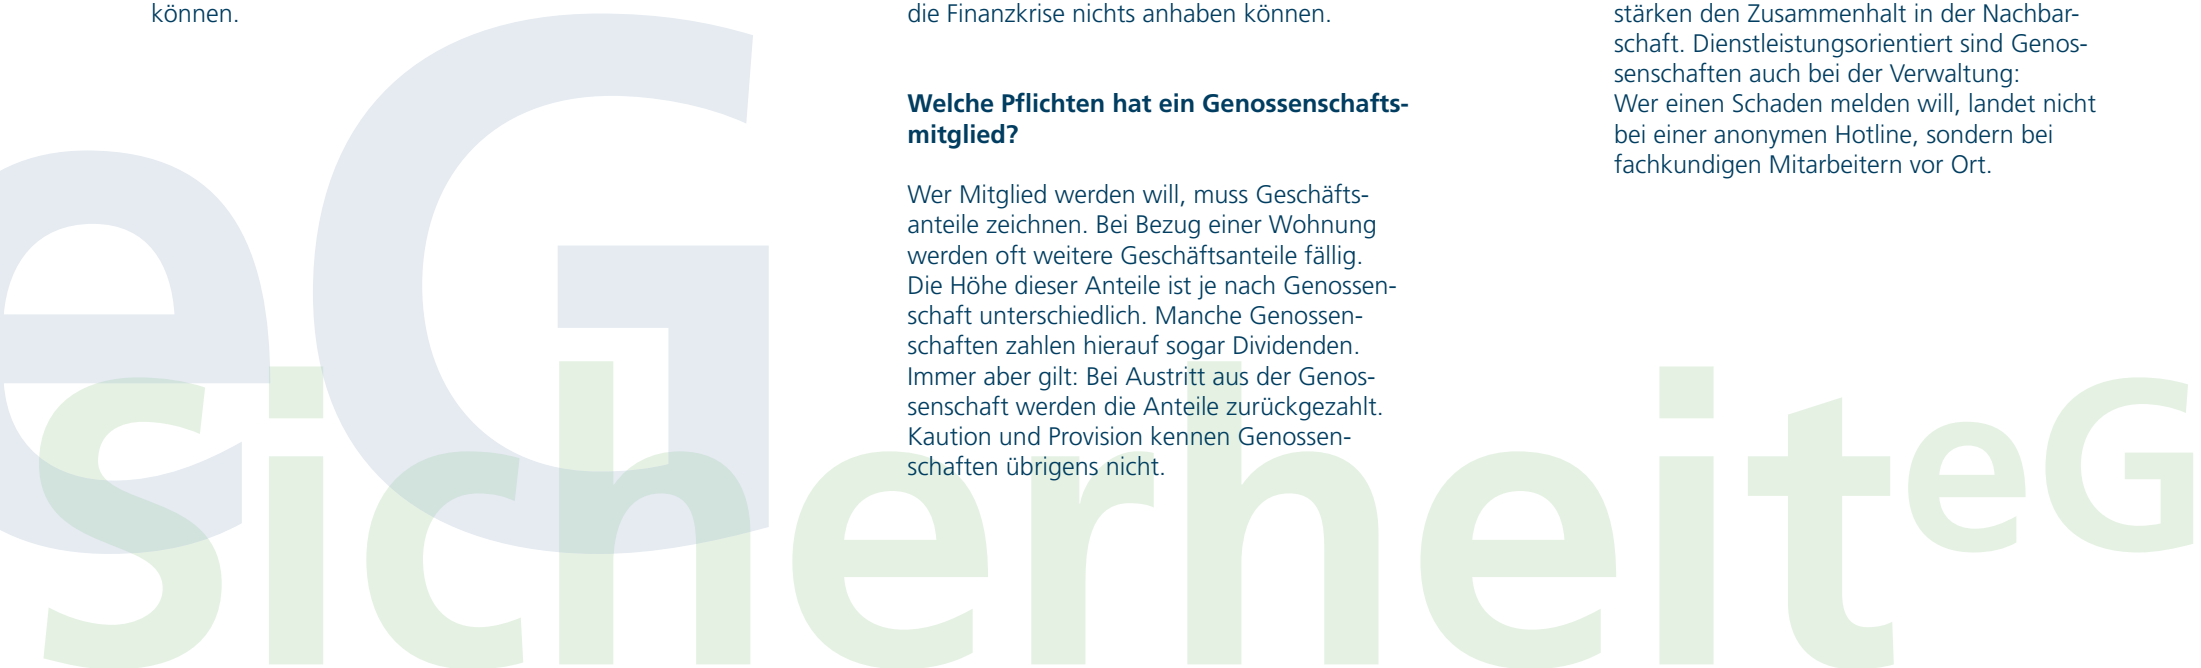 können.
die Finanzkrise nichts anhaben können.
Welche Pflichten hat ein Genossenschafts-
mitglied?
Wer Mitglied werden will, muss Geschäfts-
anteile zeichnen. Bei Bezug einer Wohnung
werden oft weitere Geschäftsanteile fällig.
Die Höhe dieser Anteile ist je nach Genossen-
schaft unterschiedlich. Manche Genossen-
schaften zahlen hierauf sogar Dividenden.
Immer aber gilt: Bei Austritt aus der Genos-
senschaft werden die Anteile zurückgezahlt.
Kaution und Provision kennen Genossen-
schaften übrigens nicht.
stärken den Zusammenhalt in der Nachbar-
schaft. Dienstleistungsorientiert sind Genos-
senschaften auch bei der Verwaltung:
Wer einen Schaden melden will, landet nicht
bei einer anonymen Hotline, sondern bei
fachkundigen Mitarbeitern vor Ort.
eG
Sicherheit eG